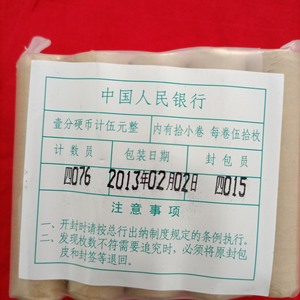 中国人民银行
壹分硬币计伍元整 内有拾小卷 每卷伍拾枚
计数员 包装日期 封包员
四076 2013年02月02日 四015
注意事项
一、开封时请按总行出纳制度规定的条例执行。
二、发现枚数不符需要追究时，必须将原封包
皮和封签等退回。